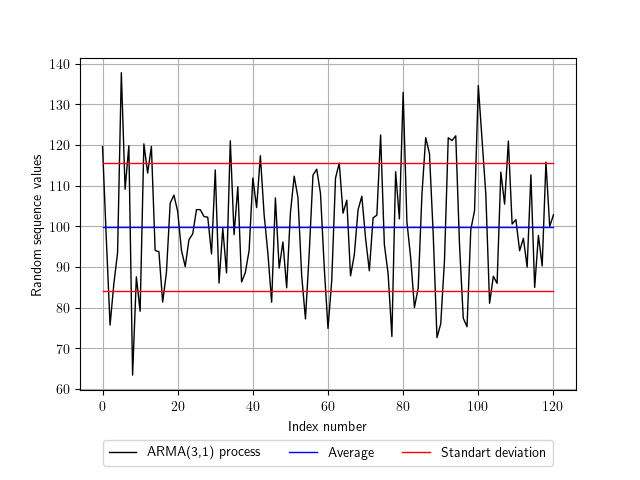 140
130
120
110
100
90
80
70
60
Random sequence values
0 20 40 60 80 100 120
Index number
ARMA(3,1) process Average Standart deviation